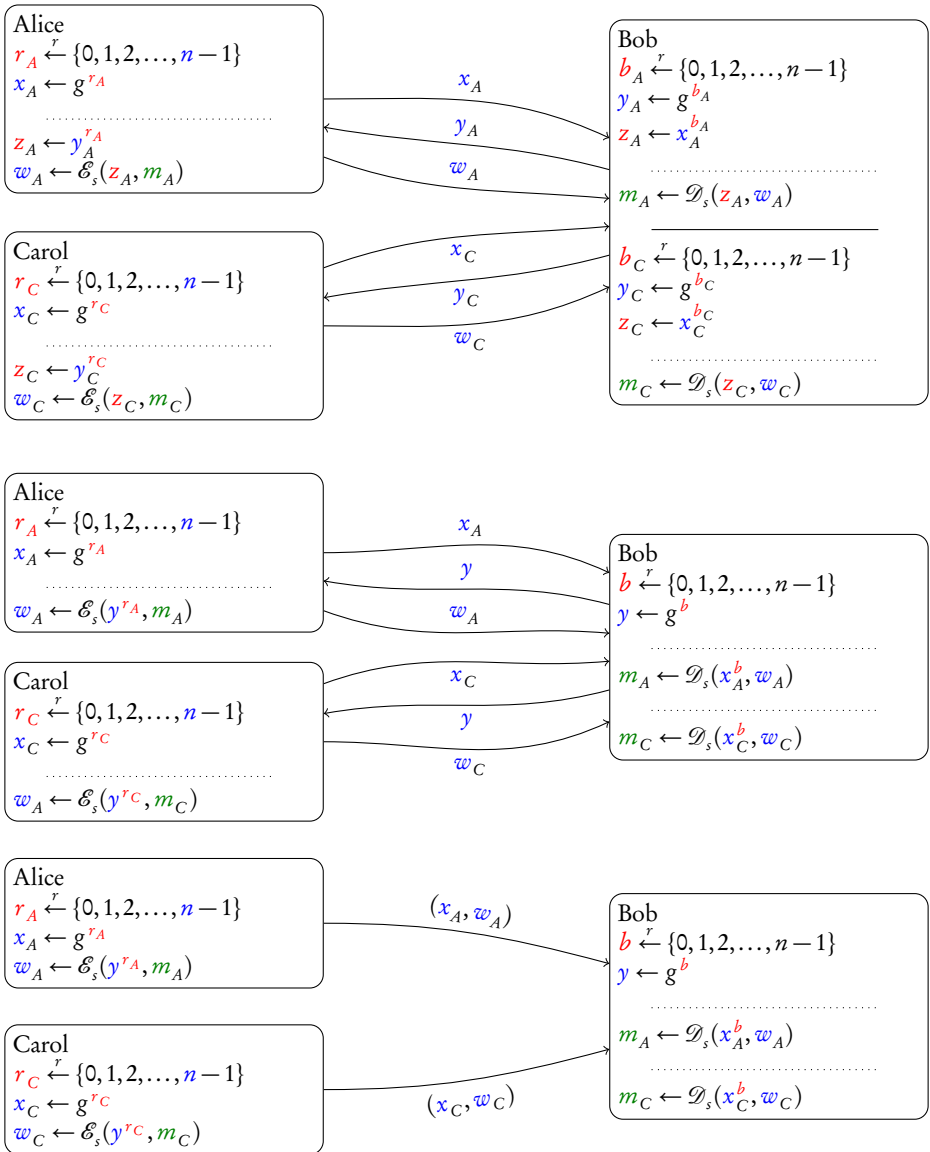 Alice
r_A ←^r {0, 1, 2, …, n − 1}
x_A ← g^{r_A}
z_A ← y_A^{r_A}
w_A ← ℰ_s(z_A, m_A)
x_A
y_A
w_A
Bob
b_A ←^r {0, 1, 2, …, n − 1}
y_A ← g^{b_A}
z_A ← x_A^{b_A}
m_A ← 𝒟_s(z_A, w_A)
b_C ←^r {0, 1, 2, …, n − 1}
y_C ← g^{b_C}
z_C ← x_C^{b_C}
m_C ← 𝒟_s(z_C, w_C)
Carol
r_C ←^r {0, 1, 2, …, n − 1}
x_C ← g^{r_C}
z_C ← y_C^{r_C}
w_C ← ℰ_s(z_C, m_C)
x_C
y_C
w_C
Alice
r_A ←^r {0, 1, 2, …, n − 1}
x_A ← g^{r_A}
w_A ← ℰ_s(y^{r_A}, m_A)
x_A
y
w_A
Bob
b ←^r {0, 1, 2, …, n − 1}
y ← g^b
m_A ← 𝒟_s(x_A^b, w_A)
m_C ← 𝒟_s(x_C^b, w_C)
Carol
r_C ←^r {0, 1, 2, …, n − 1}
x_C ← g^{r_C}
w_A ← ℰ_s(y^{r_C}, m_C)
x_C
y
w_C
Alice
r_A ←^r {0, 1, 2, …, n − 1}
x_A ← g^{r_A}
w_A ← ℰ_s(y^{r_A}, m_A)
(x_A, w_A)
Bob
b ←^r {0, 1, 2, …, n − 1}
y ← g^b
m_A ← 𝒟_s(x_A^b, w_A)
m_C ← 𝒟_s(x_C^b, w_C)
Carol
r_C ←^r {0, 1, 2, …, n − 1}
x_C ← g^{r_C}
w_C ← ℰ_s(y^{r_C}, m_C)
(x_C, w_C)